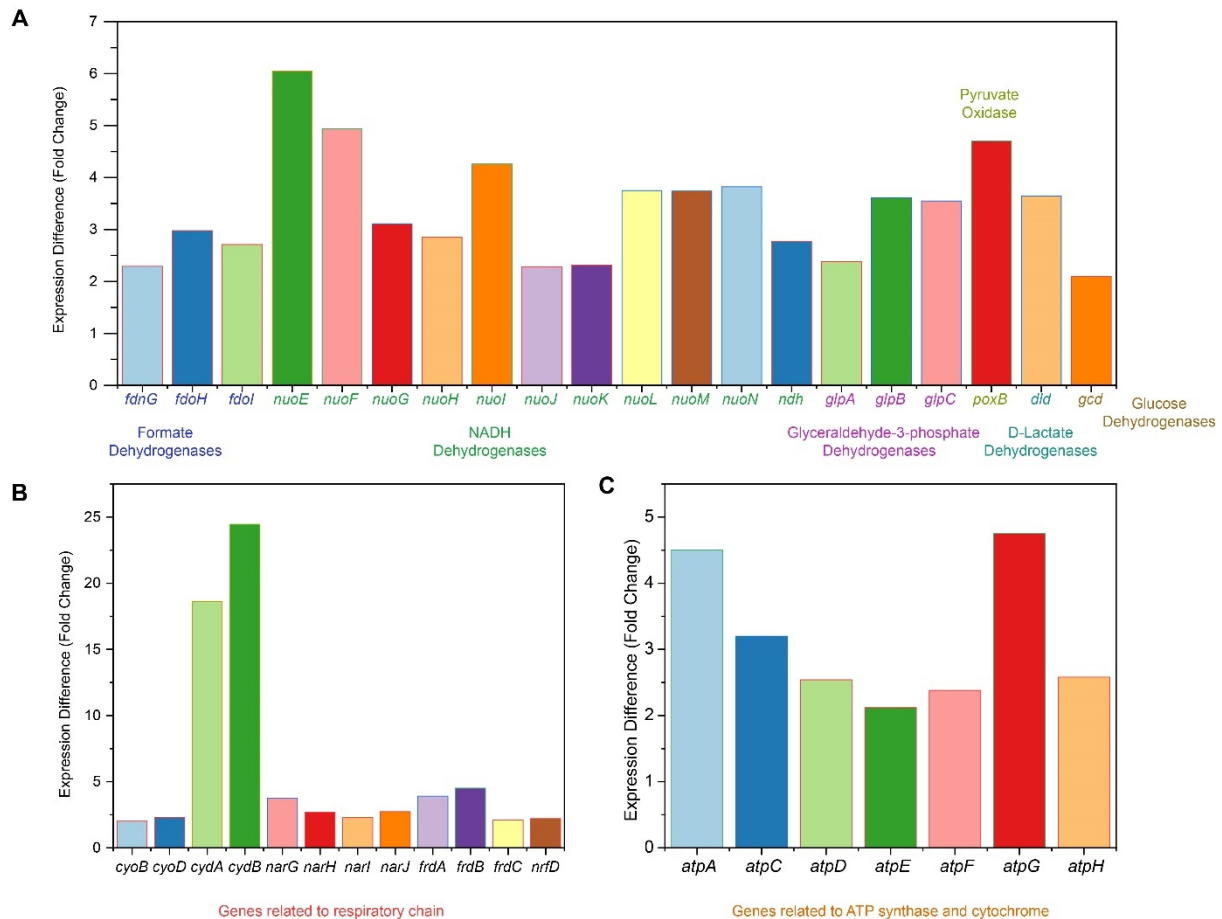 A
Expression Difference (Fold Change)
7
6
5
4
3
2
1
0
Pyruvate
Oxidase
fdnG fdoH fdoI nuoE nuoF nuoG nuoH nuoI nuoJ nuoK nuoL nuoM nuoN ndh glpA glpB glpC poxB dld gcd
Formate
Dehydrogenases
NADH
Dehydrogenases
Glyceraldehyde-3-phosphate
Dehydrogenases
D-Lactate
Dehydrogenases
Glucose
Dehydrogenases
B
Expression Difference (Fold Change)
25
20
15
10
5
0
cyoB cyoD cydA cydB narG narH narI narJ frdA frdB frdC nrfD
Genes related to respiratory chain
C
Expression Difference (Fold Change)
5
4
3
2
1
0
atpA atpC atpD atpE atpF atpG atpH
Genes related to ATP synthase and cytochrome